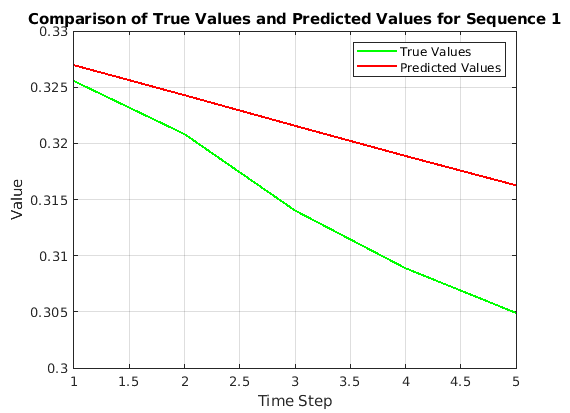 Comparison of True Values and Predicted Values for Sequence 1
True Values
Predicted Values
0.33
0.325
0.32
0.315
0.31
0.305
0.3
Value
1 1.5 2 2.5 3 3.5 4 4.5 5
Time Step